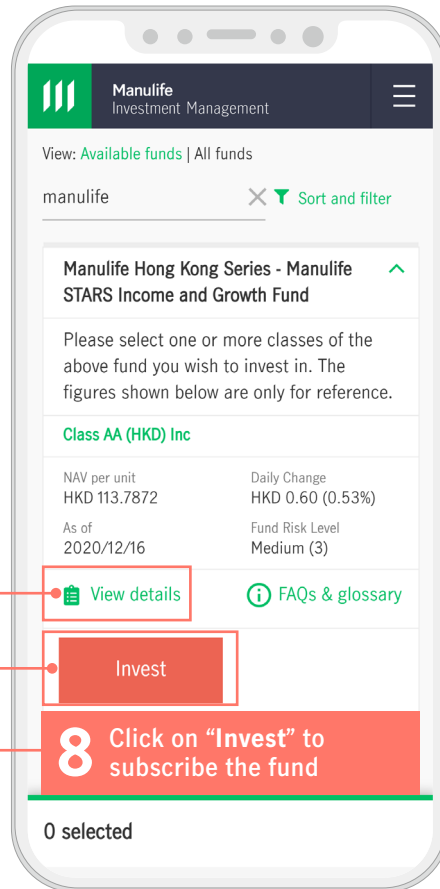 Manulife
Investment Management
View: Available funds | All funds
manulife
Sort and filter
Manulife Hong Kong Series - Manulife
STARS Income and Growth Fund
Please select one or more classes of the
above fund you wish to invest in. The
figures shown below are only for reference.
Class AA (HKD) Inc
NAV per unit
HKD 113.7872
Daily Change
HKD 0.60 (0.53%)
As of
2020/12/16
Fund Risk Level
Medium (3)
View details
FAQs & glossary
Invest
8 Click on “Invest” to
subscribe the fund
0 selected